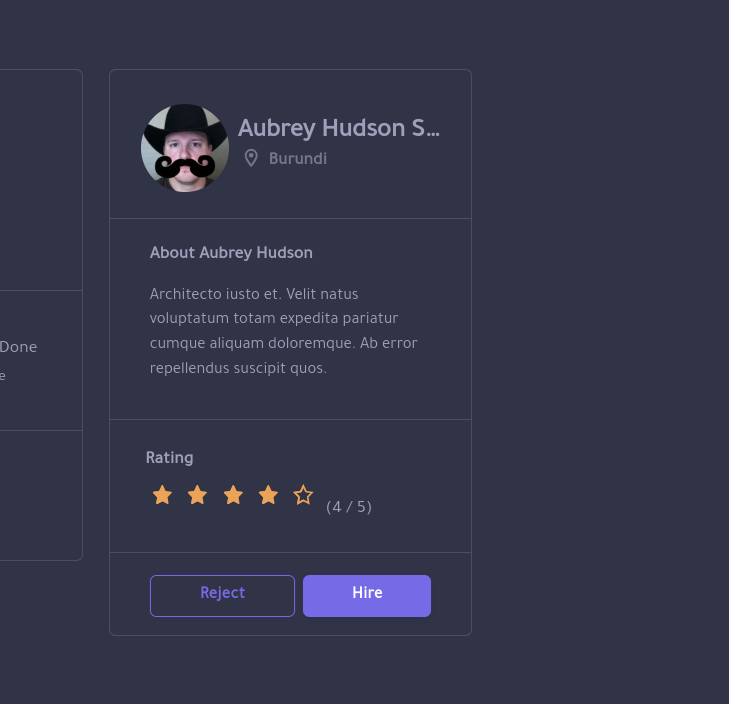 Aubrey Hudson S...
Burundi
About Aubrey Hudson
Architecto iusto et. Velit natus
voluptatum totam expedita pariatur
cumque aliquam doloremque. Ab error
repellendus suscipit quos.
Done
e
Rating
(4 / 5)
Reject
Hire